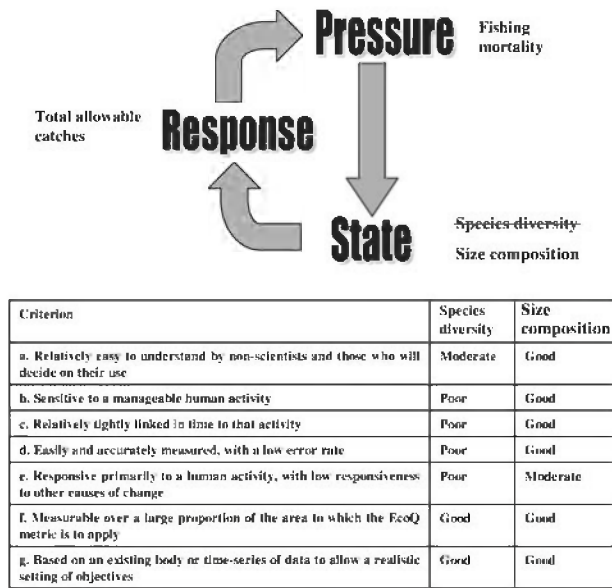 Pressure
Fishing
mortality
Total allowable
catches
Response
State
Species diversity
Size composition
Criterion
Species
diversity
Size
composition
a. Relatively easy to understand by non-scientists and those who will
decide on their use
Moderate
Good
b. Sensitive to a manageable human activity
Poor
Good
c. Relatively tightly linked in time to that activity
Poor
Good
d. Easily and accurately measured, with a low error rate
Poor
Good
e. Responsive primarily to a human activity, with low responsiveness
to other causes of change
Poor
Moderate
f. Measurable over a large proportion of the area to which the EcoQ
metric is to apply
Good
Good
g. Based on an existing body or time-series of data to allow a realistic
setting of objectives
Good
Good